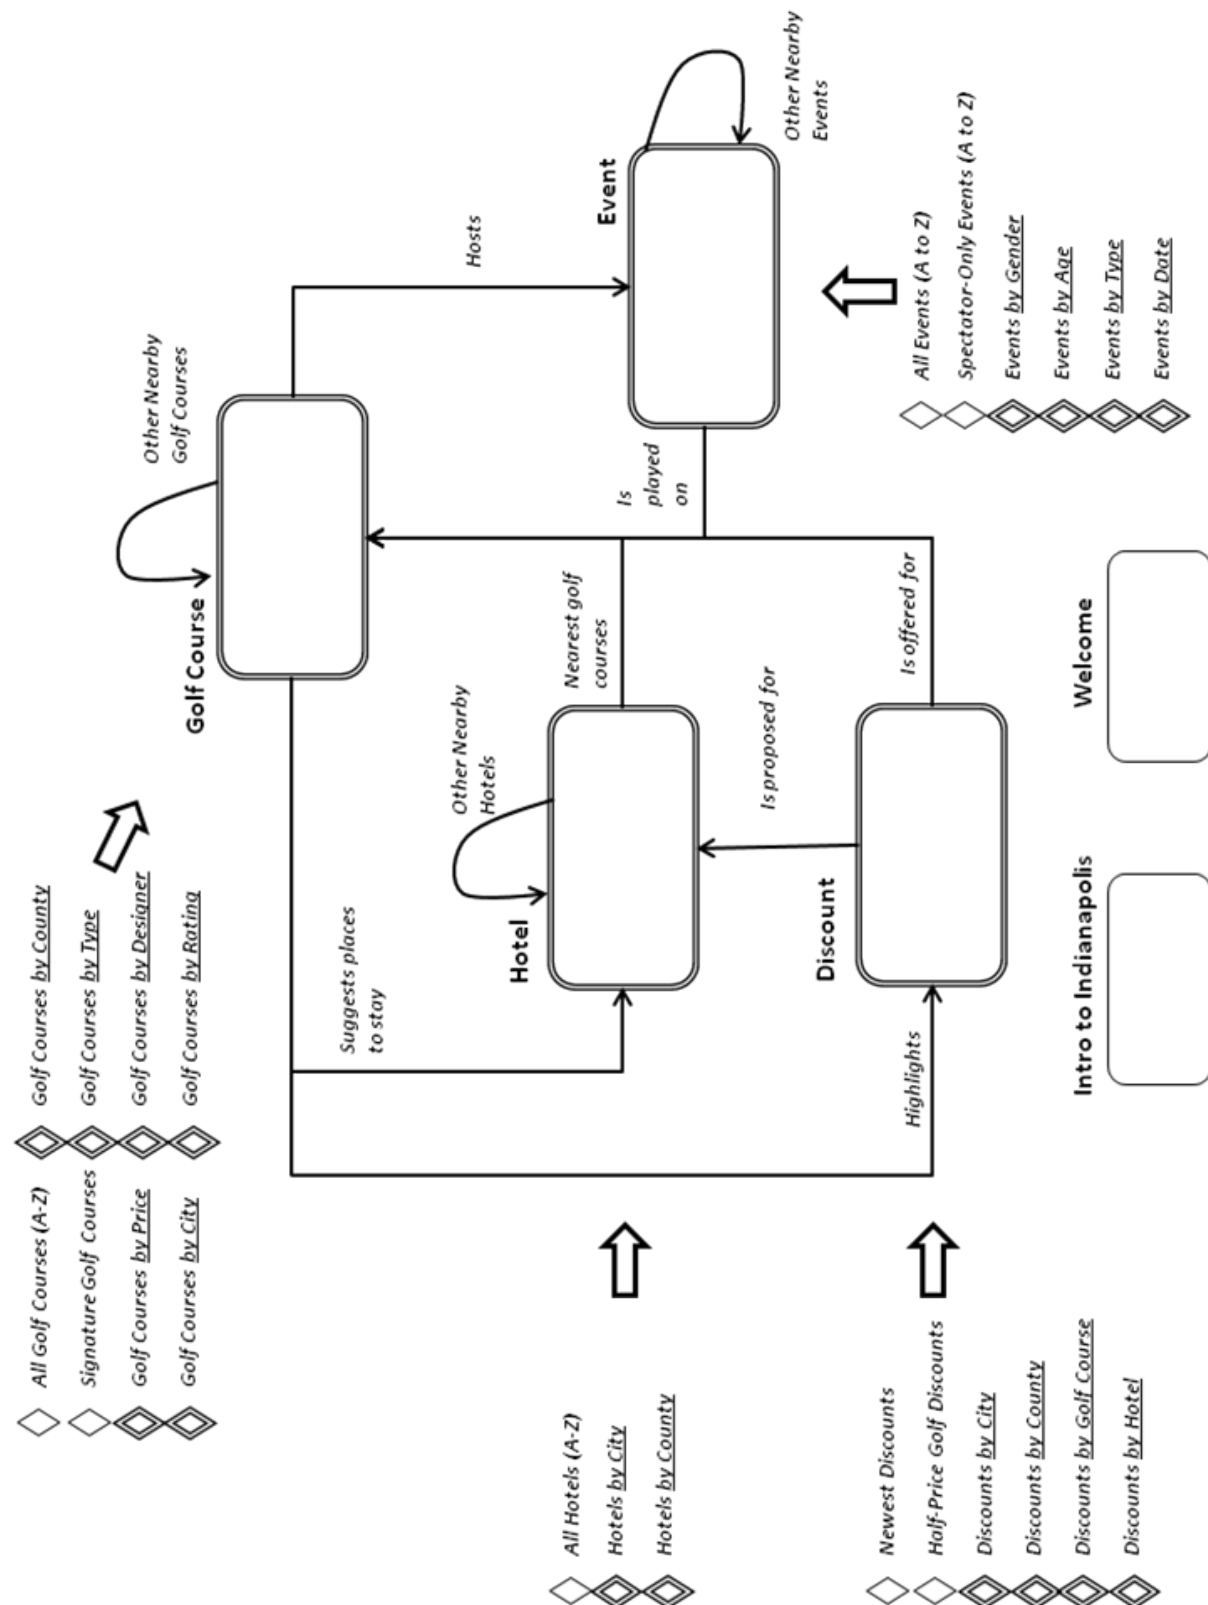 All Golf Courses (A-Z)
Signature Golf Courses
Golf Courses by Price
Golf Courses by City
Golf Courses by County
Golf Courses by Type
Golf Courses by Designer
Golf Courses by Rating
Golf Course
Other Nearby
Golf Courses
Suggests places
to stay
Hosts
Other Nearby
Hotels
Hotel
Nearest golf
courses
Is
played
on
Event
Other Nearby
Events
All Hotels (A-Z)
Hotels by City
Hotels by County
Is proposed for
Discount
Highlights
Is offered for
Newest Discounts
Half-Price Golf Discounts
Discounts by City
Discounts by County
Discounts by Golf Course
Discounts by Hotel
All Events (A to Z)
Spectator-Only Events (A to Z)
Events by Gender
Events by Age
Events by Type
Events by Date
Intro to Indianapolis
Welcome